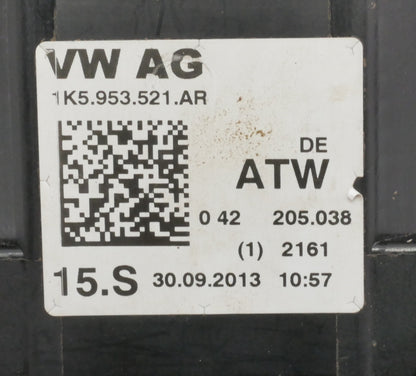 VW AG
1K5.953.521.AR
DE
ATW
0 42 205.038
(1) 2161
15.S 30.09.2013 10:57